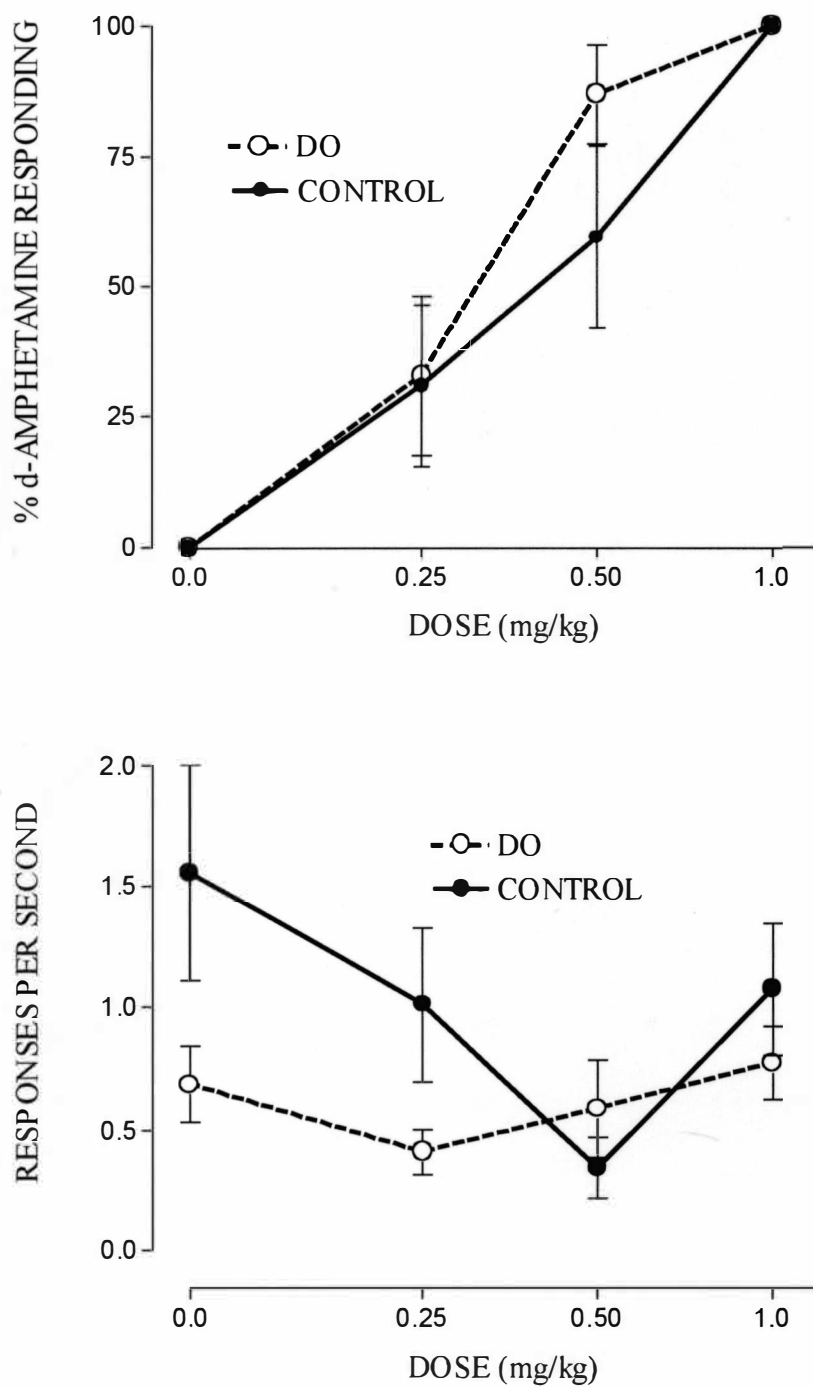 % d-AMPHETAMINE RESPONDING
100
75
50
25
0
DO
CONTROL
0.0 0.25 0.50 1.0
DOSE (mg/kg)
RESPONSES PER SECOND
2.0
1.5
1.0
0.5
0.0
DO
CONTROL
0.0 0.25 0.50 1.0
DOSE (mg/kg)